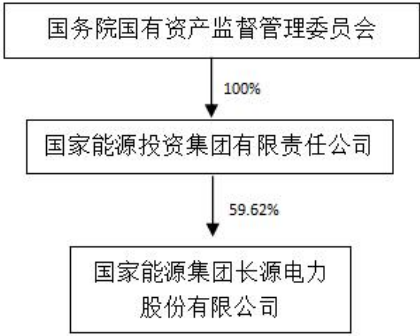 国务院国有资产监督管理委员会
100%
国家能源投资集团有限责任公司
59.62%
国家能源集团长源电力
股份有限公司